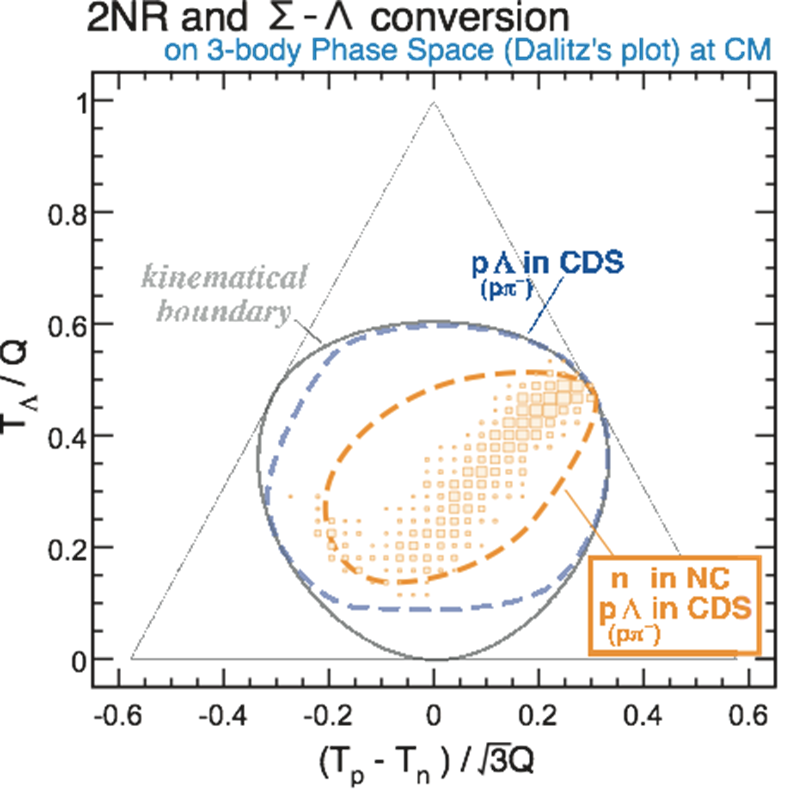 2NR and Σ-Λ conversion
on 3-body Phase Space (Dalitz's plot) at CM
1
0.8
0.6
0.4
0.2
0
T_Λ / Q
kinematical
boundary
p Λ in CDS
(pπ⁻)
n in NC
p Λ in CDS
(pπ⁻)
-0.6 -0.4 -0.2 0 0.2 0.4 0.6
(T_p - T_n) / √3Q